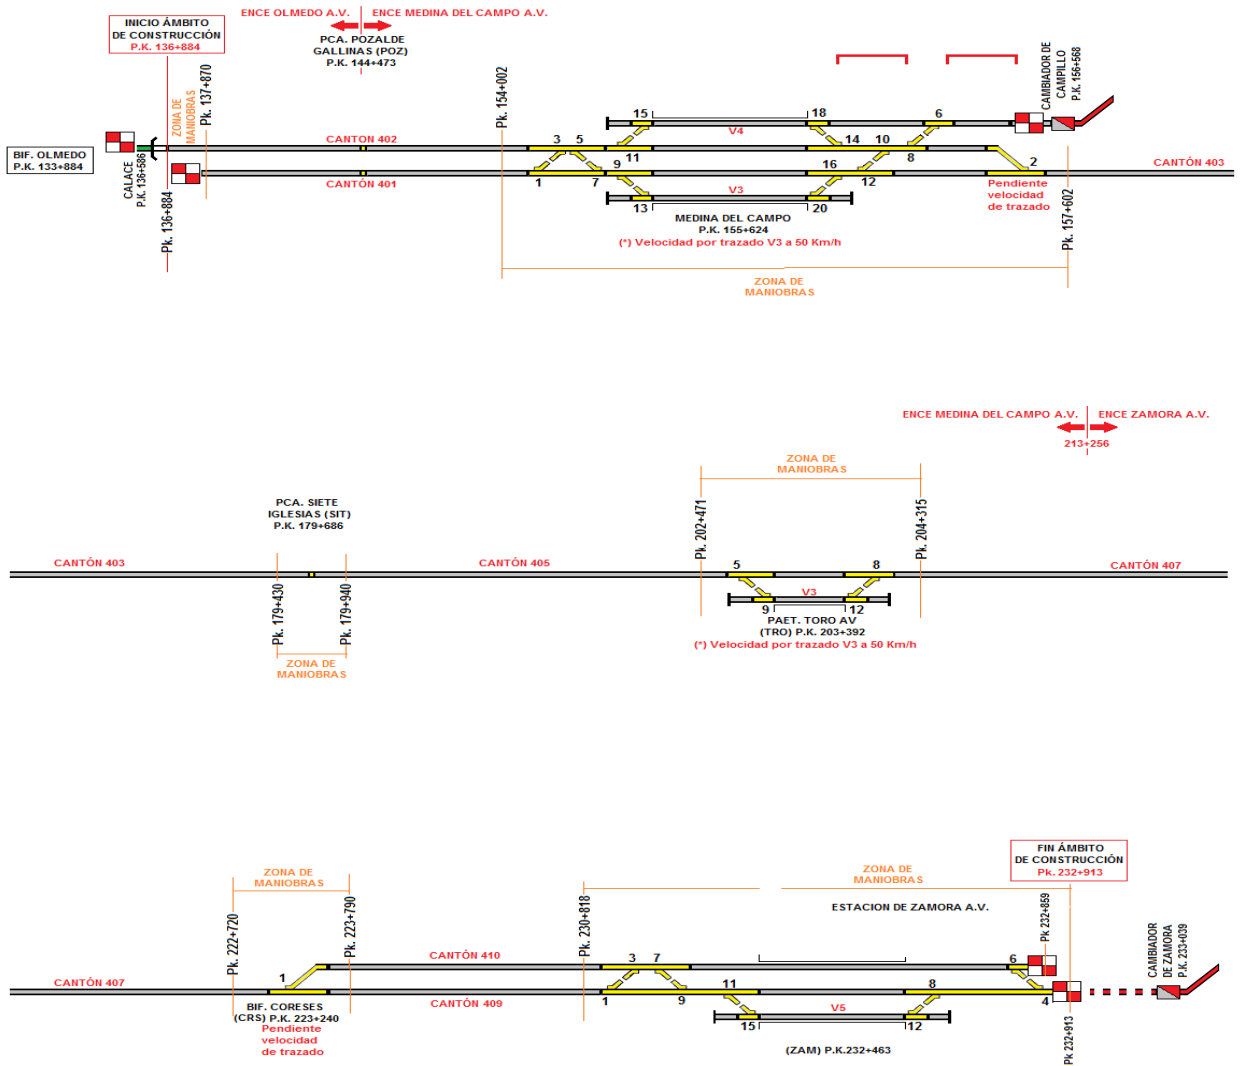 INICIO ÁMBITO
DE CONSTRUCCIÓN
P.K. 136+884
ENCE OLMEDO A.V.
ENCE MEDINA DEL CAMPO A.V.
PCA. POZALDE
GALLINAS (POZ)
P.K. 144+473
ZONA DE
MANIOBRAS
Pk. 137+870
Pk. 154+002
CAMBIADOR DE
CAMPILLO
P.K. 156+568
15
18
6
V4
BIF. OLMEDO
P.K. 133+884
CALACE
P.K. 136+586
CANTON 402
3
5
11
14
10
8
2
9
16
CANTON 403
CANTON 401
1
7
12
V3
13
20
Pendiente
velocidad
de trazado
Pk. 136+884
MEDINA DEL CAMPO
P.K. 155+624
(*) Velocidad por trazado V3 a 50 Km/h
Pk. 157+602
ZONA DE
MANIOBRAS
ENCE MEDINA DEL CAMPO A.V.
ENCE ZAMORA A.V.
213+256
ZONA DE
MANIOBRAS
PCA. SIETE
IGLESIAS (SIT)
P.K. 179+686
Pk. 202+471
Pk. 204+315
CANTÓN 403
CANTÓN 405
5
8
CANTÓN 407
V3
9
12
Pk. 179+430
Pk. 179+940
PAET. TORO AV
(TRO) P.K. 203+392
(*) Velocidad por trazado V3 a 50 Km/h
ZONA DE
MANIOBRAS
FIN ÁMBITO
DE CONSTRUCCIÓN
Pk. 232+913
ZONA DE
MANIOBRAS
ZONA DE
MANIOBRAS
ESTACION DE ZAMORA A.V.
Pk. 222+720
Pk. 223+790
Pk. 230+818
Pk 232+859
CAMBIADOR
DE ZAMORA
P.K. 233+039
CANTÓN 410
3
7
6
CANTÓN 407
1
CANTÓN 409
11
8
BIF. CORESES
(CRS) P.K. 223+240
Pendiente
velocidad
de trazado
1
9
4
V5
15
12
(ZAM) P.K.232+463
Pk 232+913